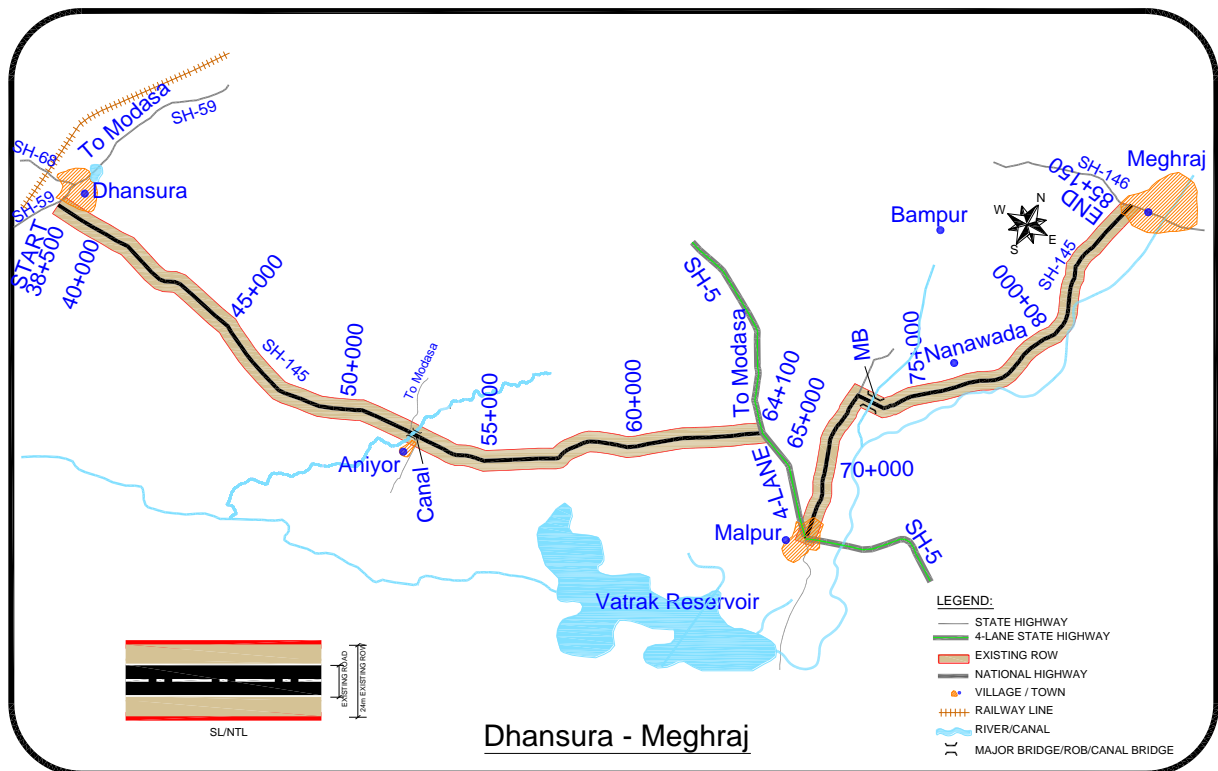 To Modasa
SH-59
SH-68
Dhansura
SH-59
START
38+500
40+000
45+000
SH-145
50+000
To Modasa
Aniyor
Canal
55+000
60+000
SH-5
To Modasa
64+100
65+000
4-LANE
Malpur
70+000
SH-5
MB
75+000
Nanawada
80+000
SH-145
Bampur
W
N
S
E
END
85+150
SH-146
Meghraj
Vatrak Reservoir
EXISTING ROAD
24m EXISTING ROW
SL/NTL
Dhansura - Meghraj
LEGEND:
STATE HIGHWAY
4-LANE STATE HIGHWAY
EXISTING ROW
NATIONAL HIGHWAY
VILLAGE / TOWN
RAILWAY LINE
RIVER/CANAL
MAJOR BRIDGE/ROB/CANAL BRIDGE